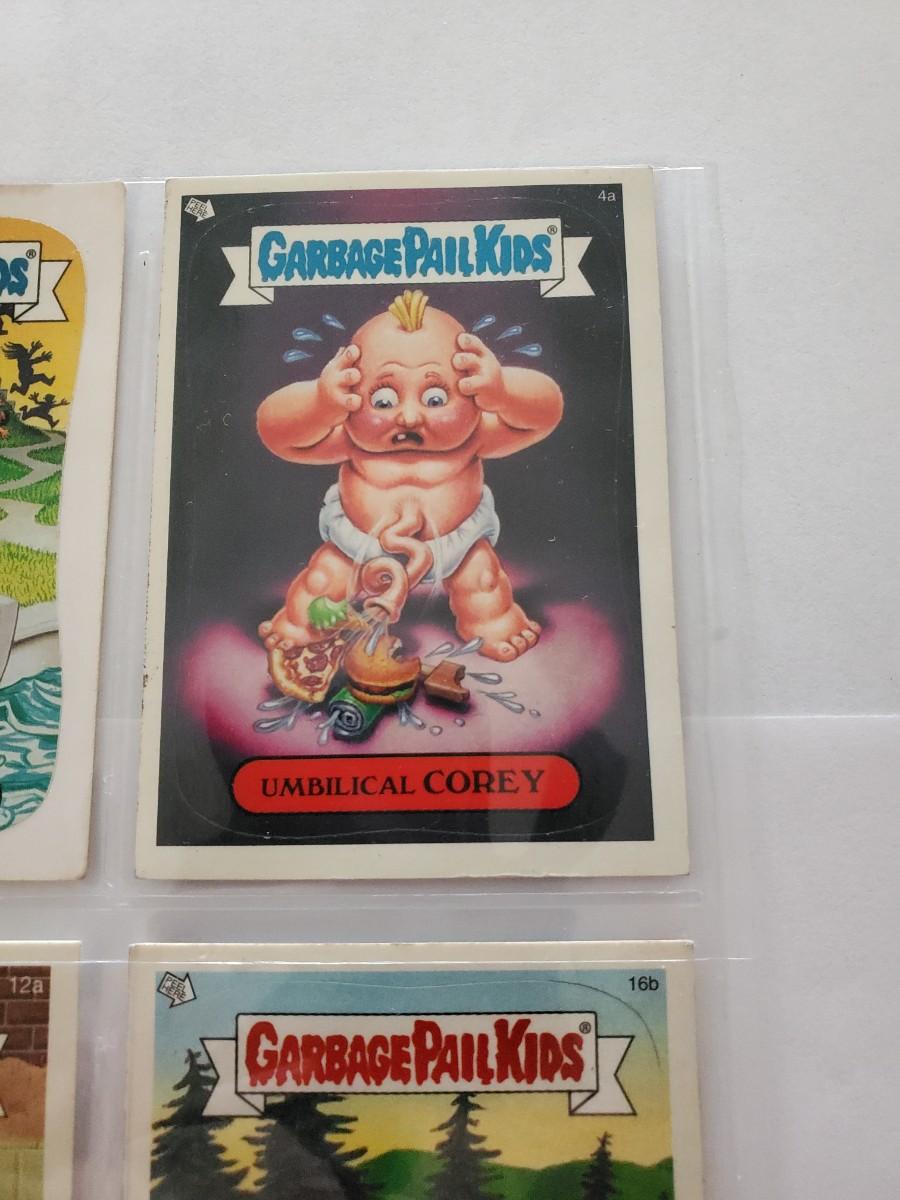 PEEL HERE
4a
GARBAGE PAIL KIDS®
DS®
UMBILICAL COREY
12a
PEEL HERE
16b
GARBAGE PAIL KIDS®